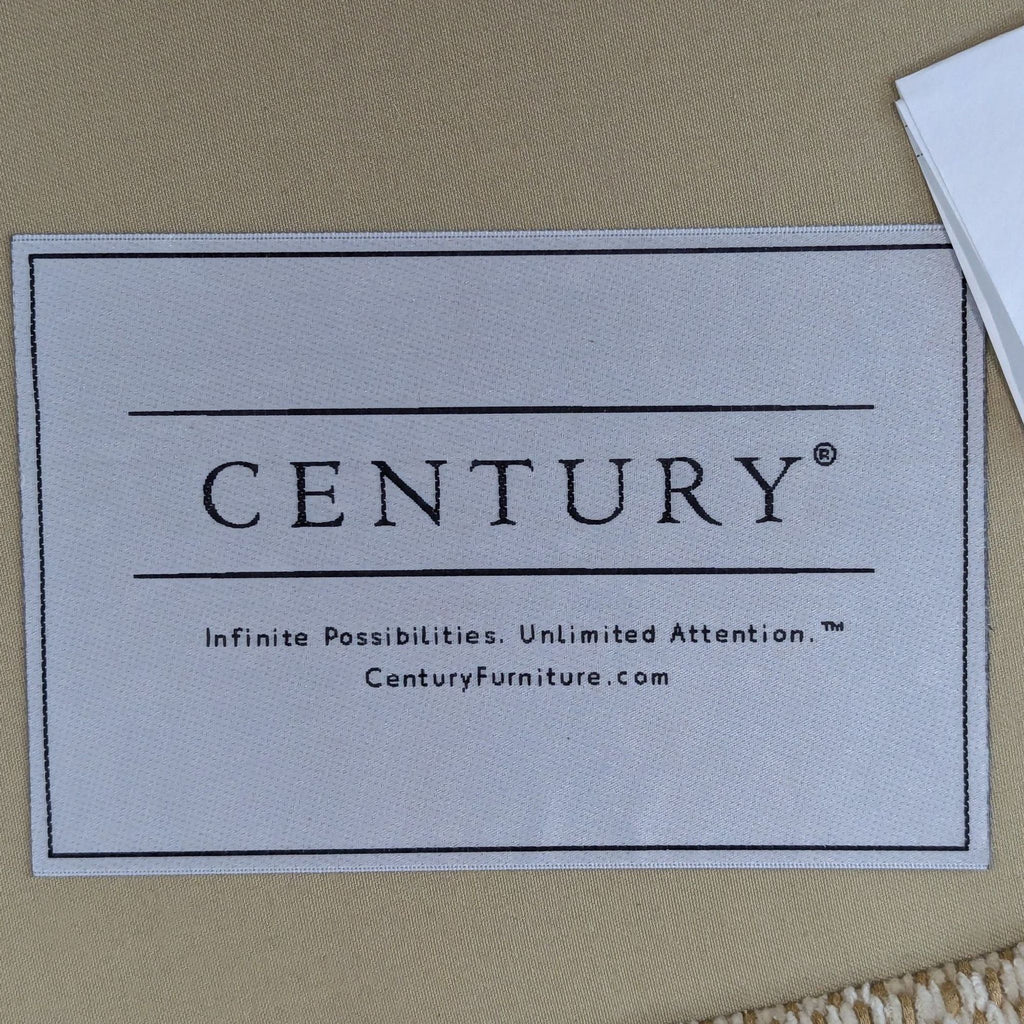 CENTURY®
Infinite Possibilities. Unlimited Attention.™
CenturyFurniture.com